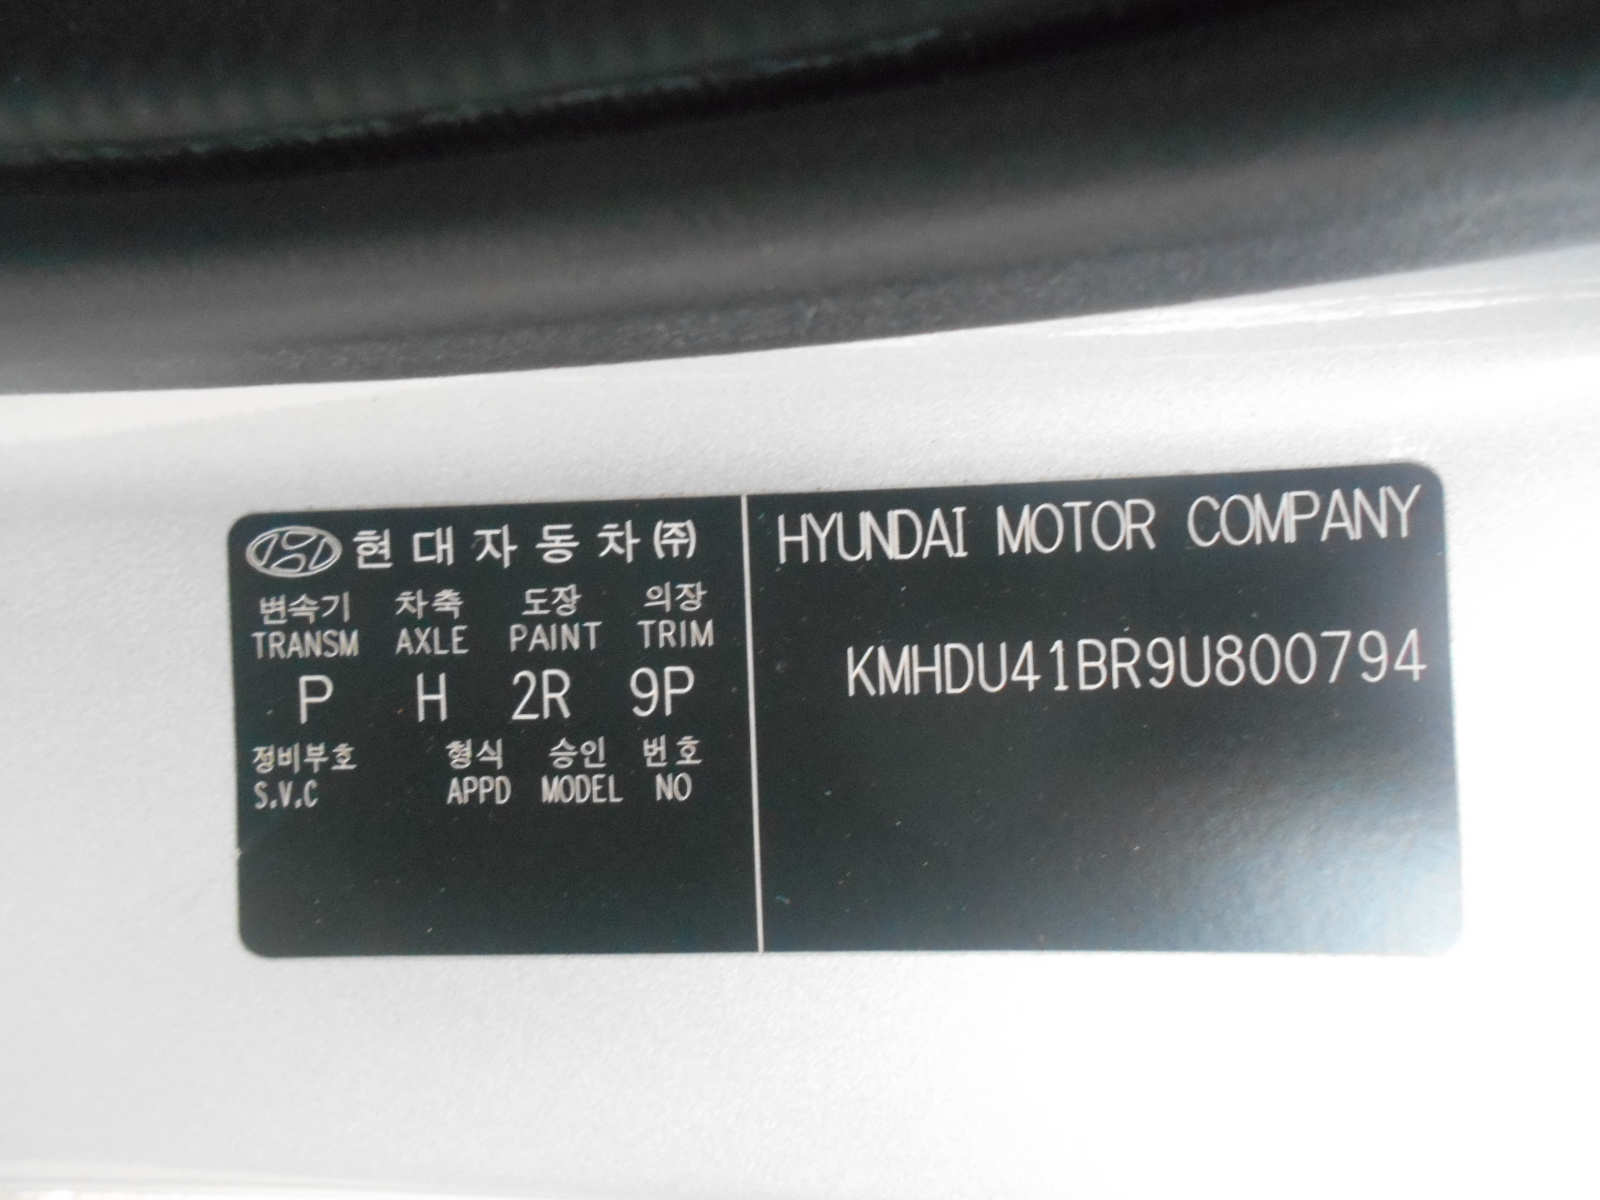 현대자동차㈜
변속기 차축 도장 의장
TRANSM AXLE PAINT TRIM
P H 2R 9P
정비부호 형식 승인 번호
S.V.C APPD MODEL NO
HYUNDAI MOTOR COMPANY
KMHDU41BR9U800794